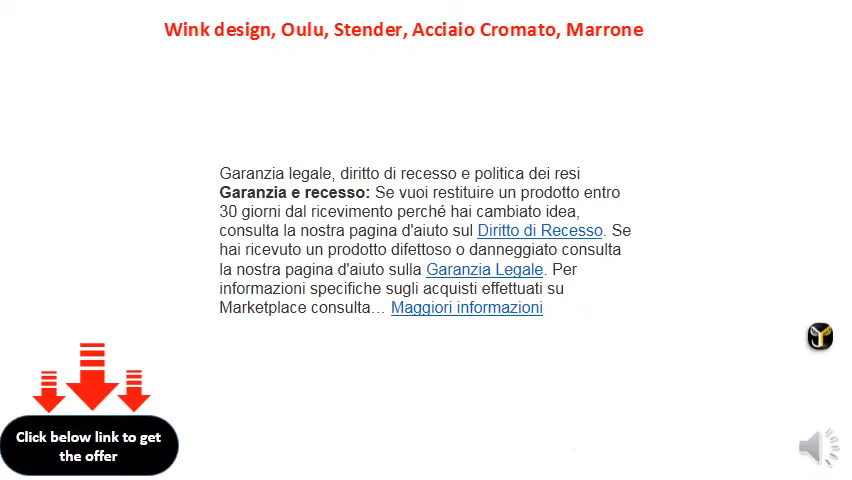 Wink design, Oulu, Stender, Acciaio Cromato, Marrone
Garanzia legale, diritto di recesso e politica dei resi
Garanzia e recesso: Se vuoi restituire un prodotto entro
30 giorni dal ricevimento perché hai cambiato idea,
consulta la nostra pagina d'aiuto sul Diritto di Recesso. Se
hai ricevuto un prodotto difettoso o danneggiato consulta
la nostra pagina d'aiuto sulla Garanzia Legale. Per
informazioni specifiche sugli acquisti effettuati su
Marketplace consulta… Maggiori informazioni
Click below link to get
the offer